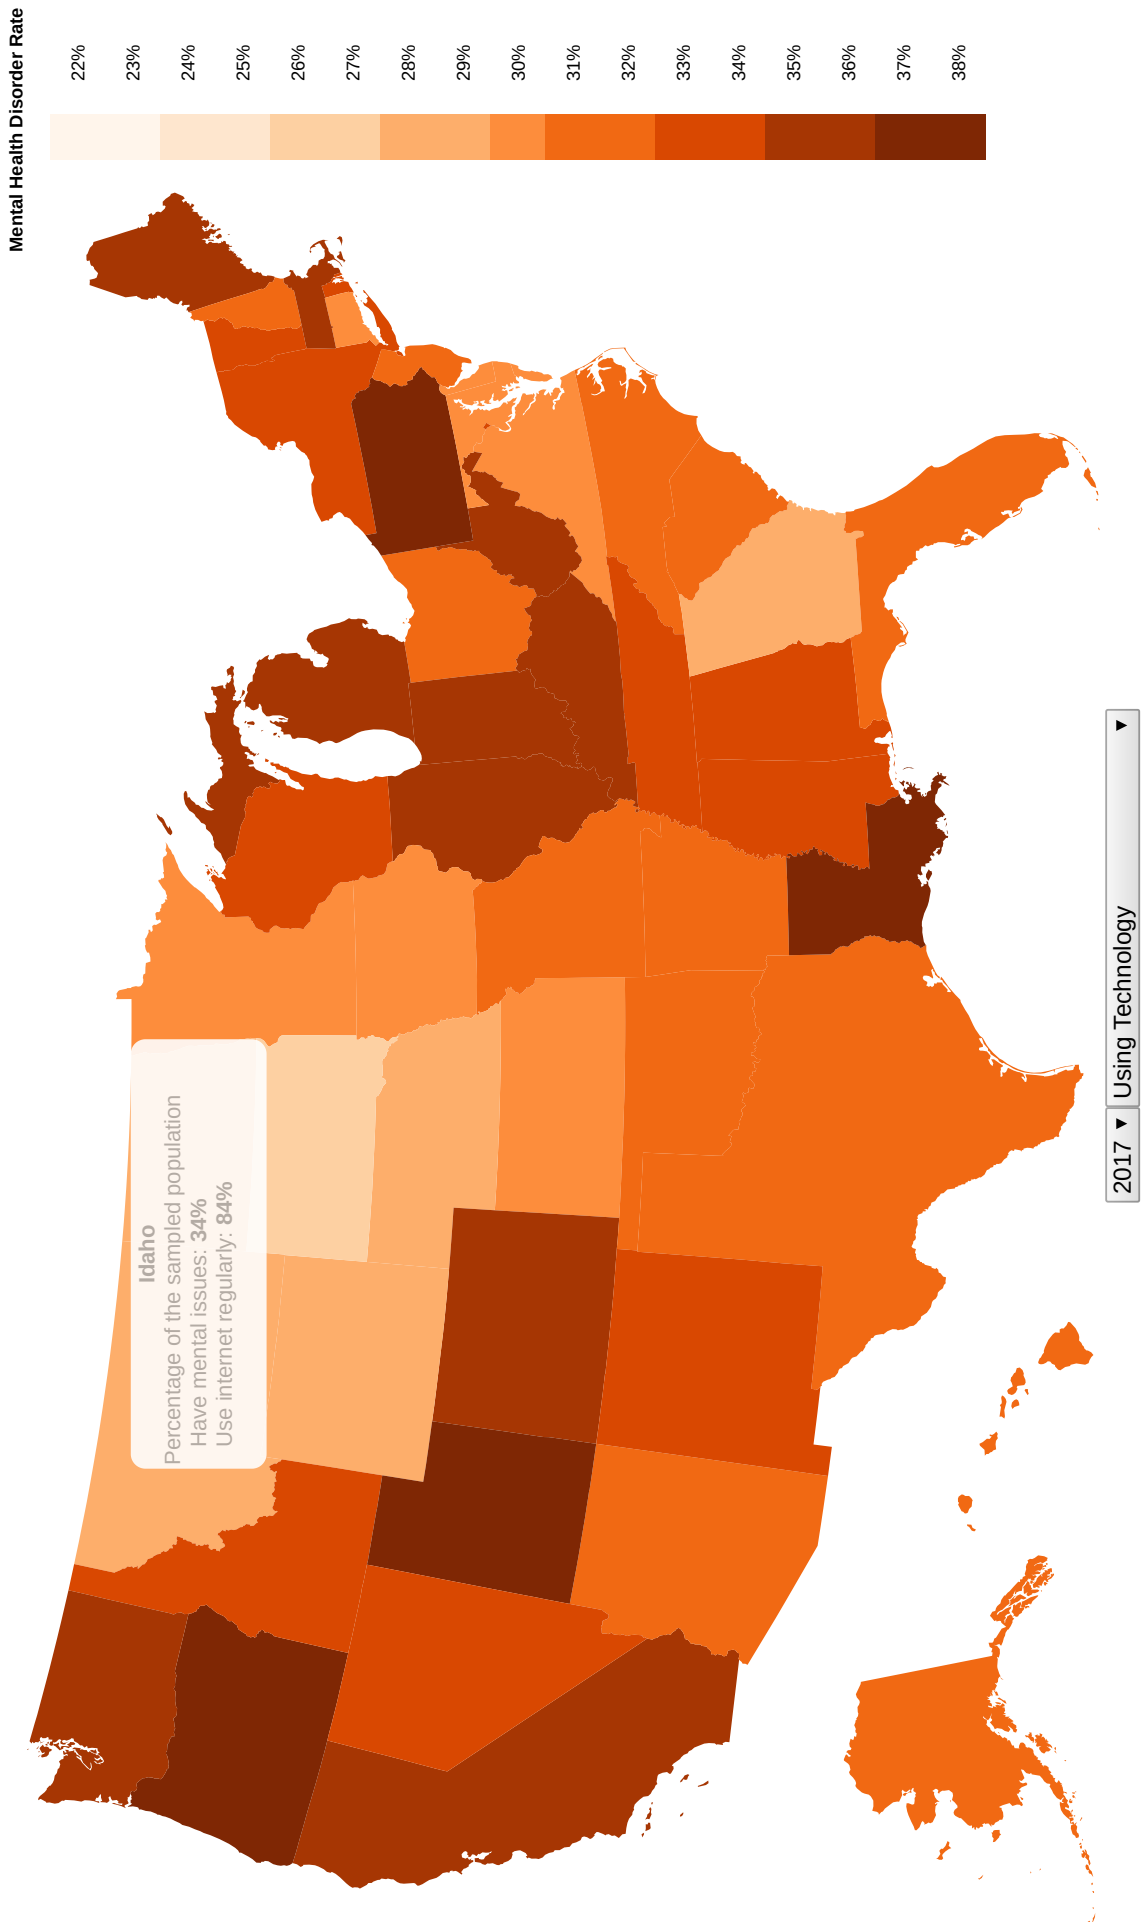 Mental Health Disorder Rate
22%
23%
24%
25%
26%
27%
28%
29%
30%
31%
32%
33%
34%
35%
36%
37%
38%
Idaho
Percentage of the sampled population
Have mental issues: 34%
Use internet regularly: 84%
2017 ▼ Using Technology ▼